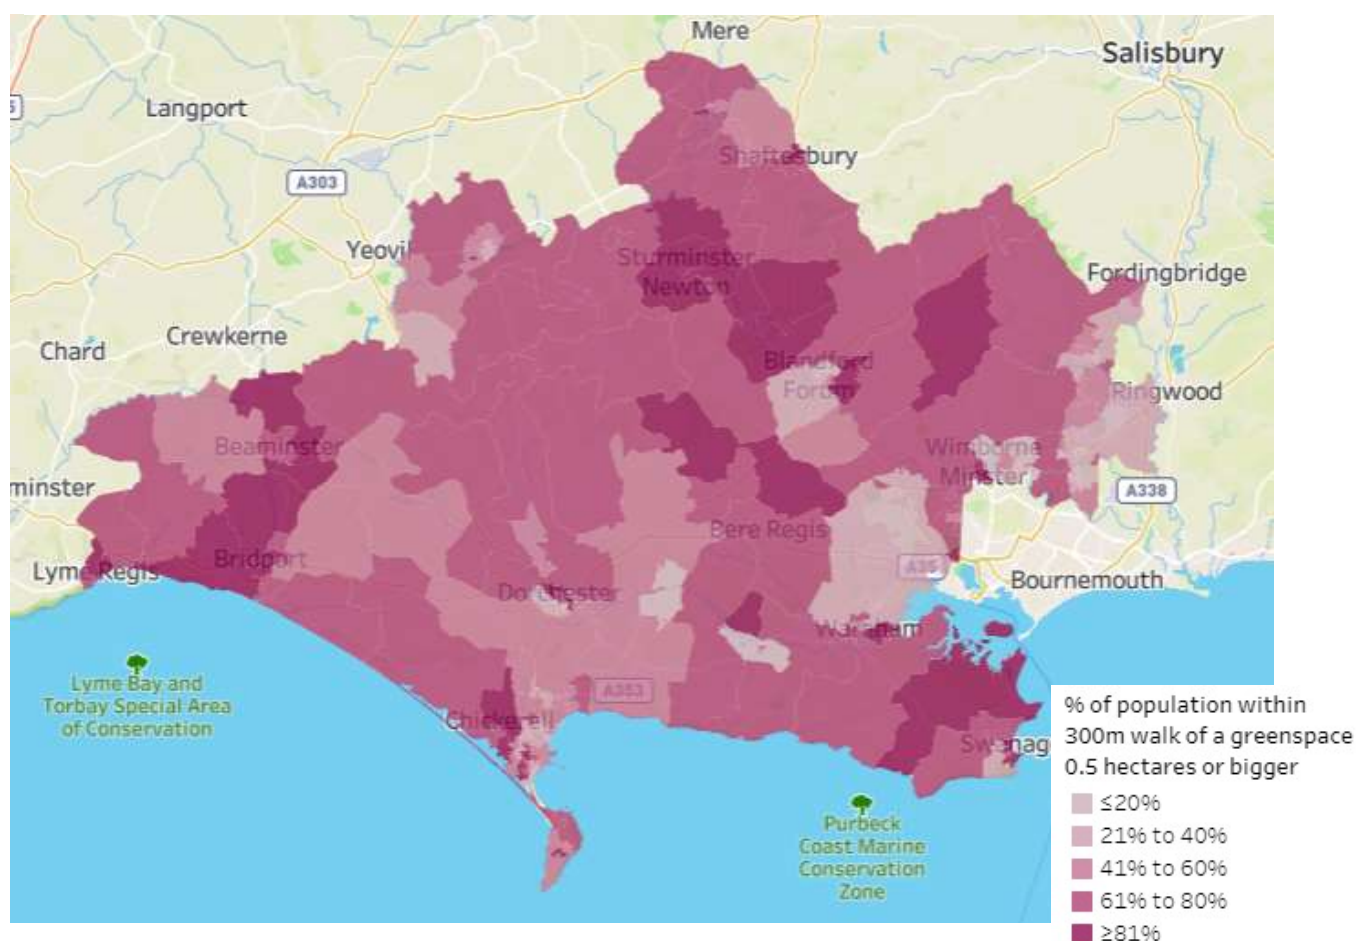 Mere
Salisbury
Langport
Shaftesbury
A303
Yeovil
Sturminster
Newton
Fordingbridge
Crewkerne
Chard
Blandford
Forum
Ringwood
Beaminster
Wimborne
Minster
minster
A338
Bere Regis
Lyme Regis
Bridport
A35
Bournemouth
Dorchester
Wareham
Lyme Bay and
Torbay Special Area
of Conservation
A353
Chickerell
Swanag
Purbeck
Coast Marine
Conservation
Zone
% of population within
300m walk of a greenspace
0.5 hectares or bigger
≤20%
21% to 40%
41% to 60%
61% to 80%
≥81%